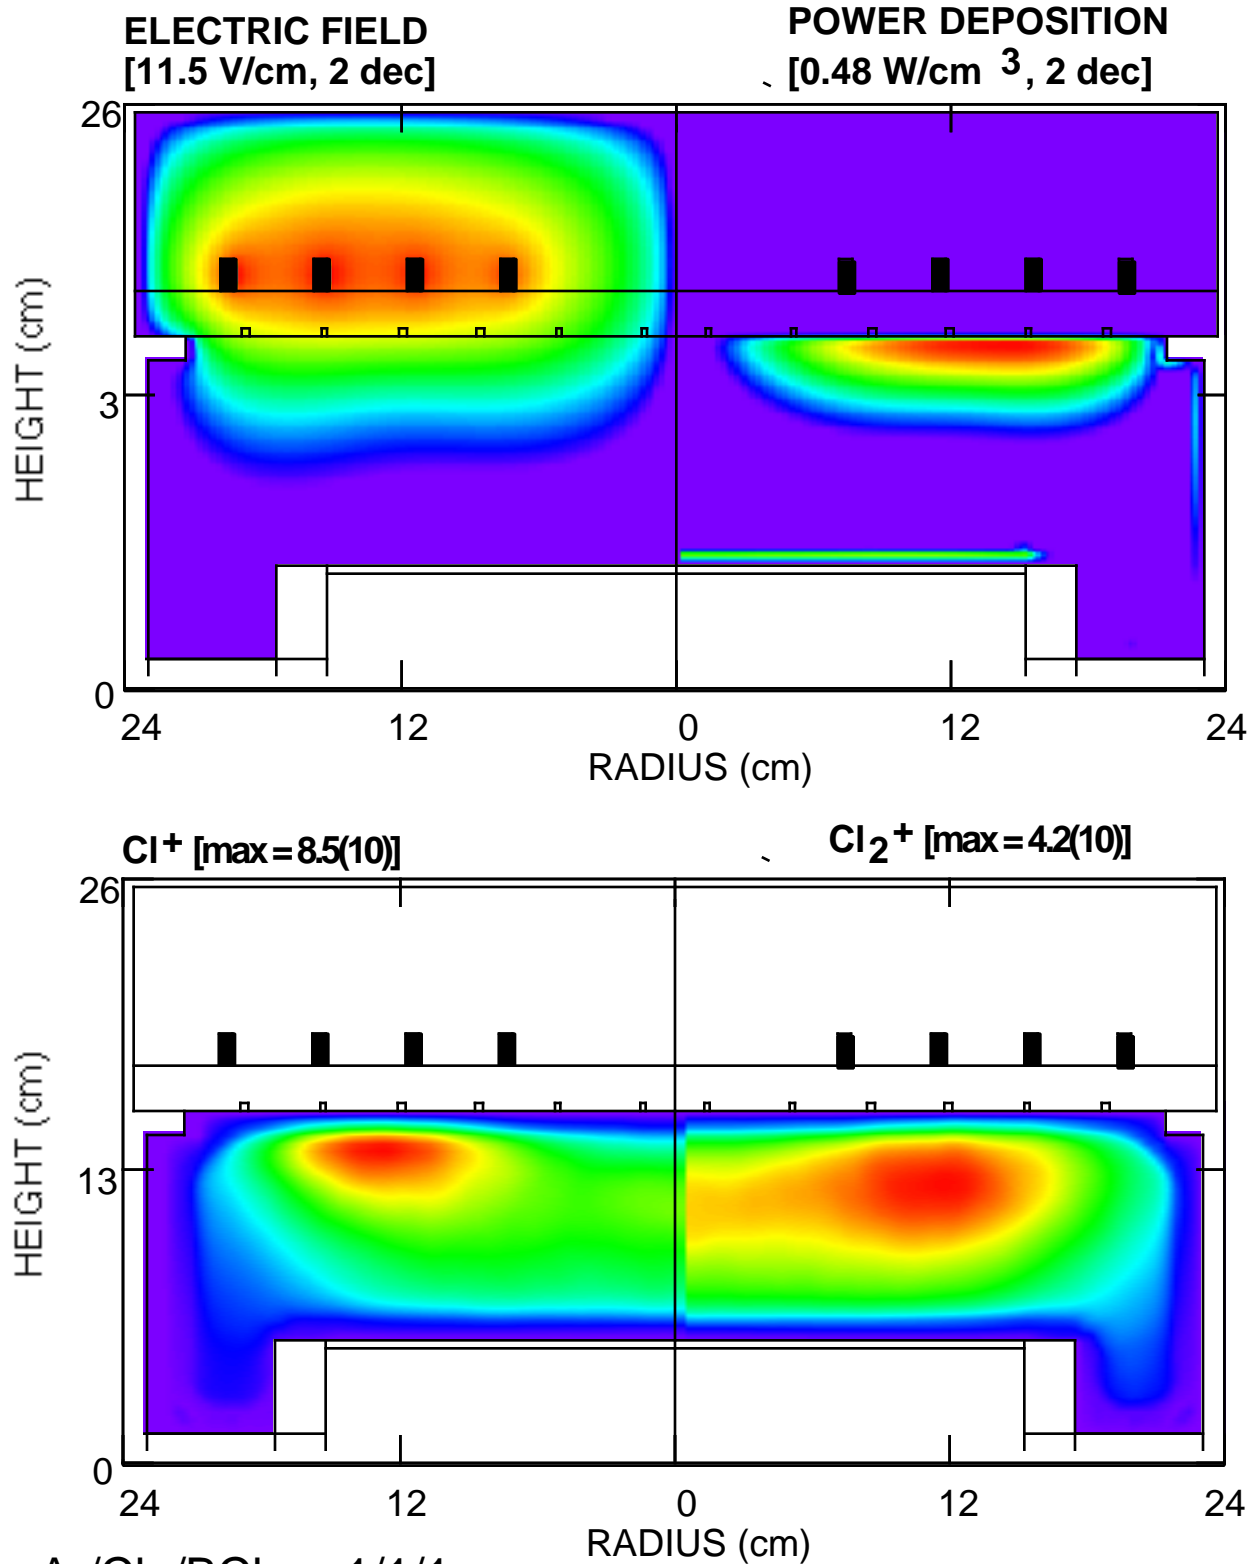 ELECTRIC FIELD
[11.5 V/cm, 2 dec]
POWER DEPOSITION
[0.48 W/cm 3, 2 dec]
26
HEIGHT (cm)
3
0
24 12 0 12 24
RADIUS (cm)
Cl+ [max = 8.5(10)]
Cl2+ [max = 4.2(10)]
26
HEIGHT (cm)
13
0
24 12 0 12 24
RADIUS (cm)